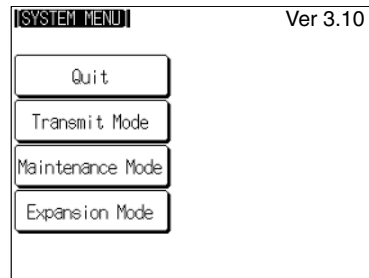 [SYSTEM MENU] Ver 3.10
Quit
Transmit Mode
Maintenance Mode
Expansion Mode